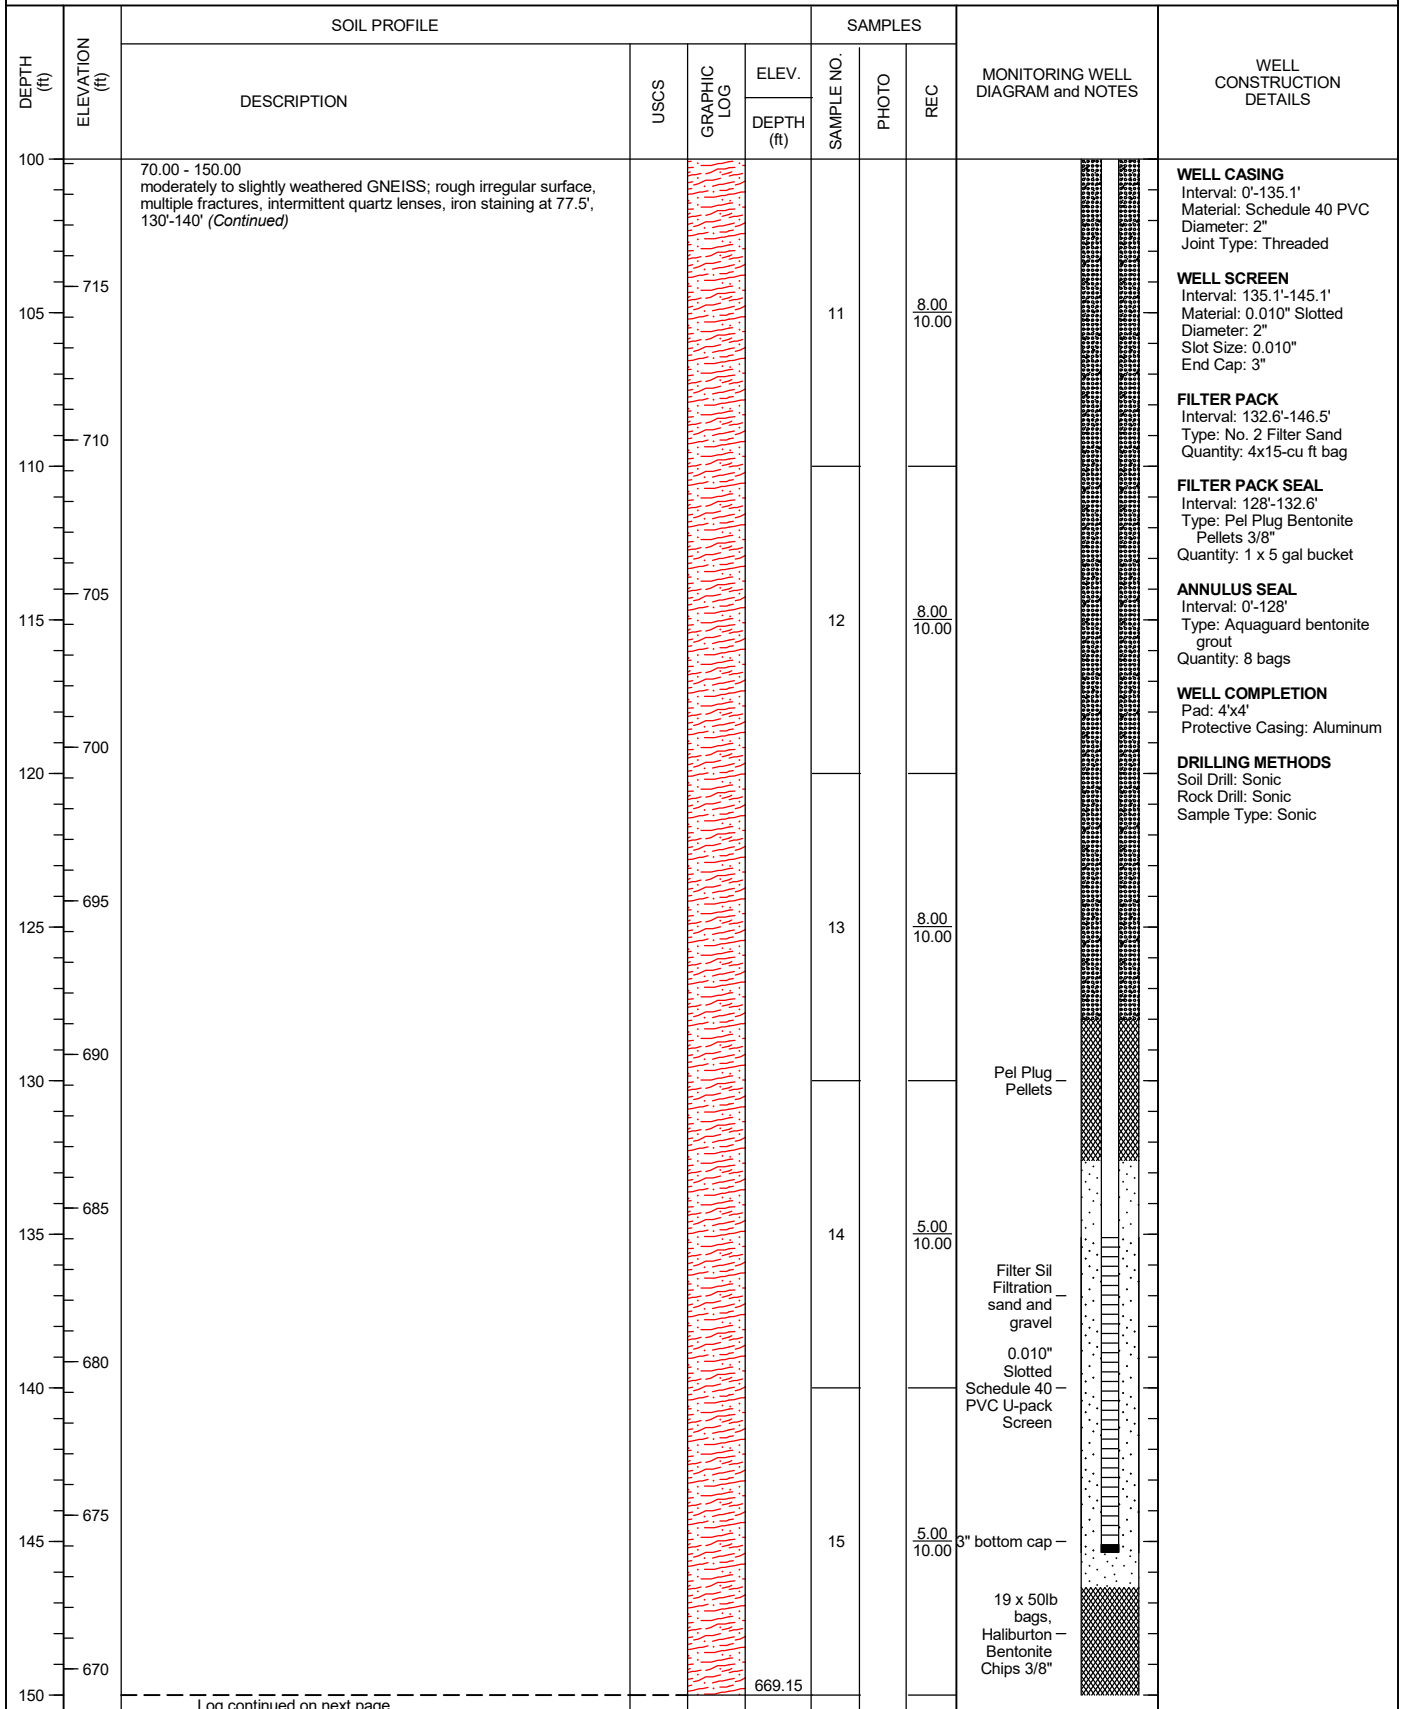 SOIL PROFILE
SAMPLES
DEPTH (ft)
ELEVATION (ft)
DESCRIPTION
USCS
GRAPHIC LOG
ELEV.
DEPTH (ft)
SAMPLE NO.
PHOTO
REC
MONITORING WELL
DIAGRAM and NOTES
WELL
CONSTRUCTION
DETAILS
70.00 - 150.00
moderately to slightly weathered GNEISS; rough irregular surface,
multiple fractures, intermittent quartz lenses, iron staining at 77.5',
130'-140' (Continued)
100
105
110
115
120
125
130
135
140
145
150
715
710
705
700
695
690
685
680
675
670
669.15
11
8.00
10.00
12
8.00
10.00
13
8.00
10.00
14
5.00
10.00
15
5.00
10.00
Pel Plug
Pellets
Filter Sil
Filtration
sand and
gravel
0.010"
Slotted
Schedule 40
PVC U-pack
Screen
3" bottom cap
19 x 50lb
bags,
Haliburton
Bentonite
Chips 3/8"
WELL CASING
Interval: 0'-135.1'
Material: Schedule 40 PVC
Diameter: 2"
Joint Type: Threaded
WELL SCREEN
Interval: 135.1'-145.1'
Material: 0.010" Slotted
Diameter: 2"
Slot Size: 0.010"
End Cap: 3"
FILTER PACK
Interval: 132.6'-146.5'
Type: No. 2 Filter Sand
Quantity: 4x15-cu ft bag
FILTER PACK SEAL
Interval: 128'-132.6'
Type: Pel Plug Bentonite
Pellets 3/8"
Quantity: 1 x 5 gal bucket
ANNULUS SEAL
Interval: 0'-128'
Type: Aquaguard bentonite
grout
Quantity: 8 bags
WELL COMPLETION
Pad: 4'x4'
Protective Casing: Aluminum
DRILLING METHODS
Soil Drill: Sonic
Rock Drill: Sonic
Sample Type: Sonic
Log continued on next page